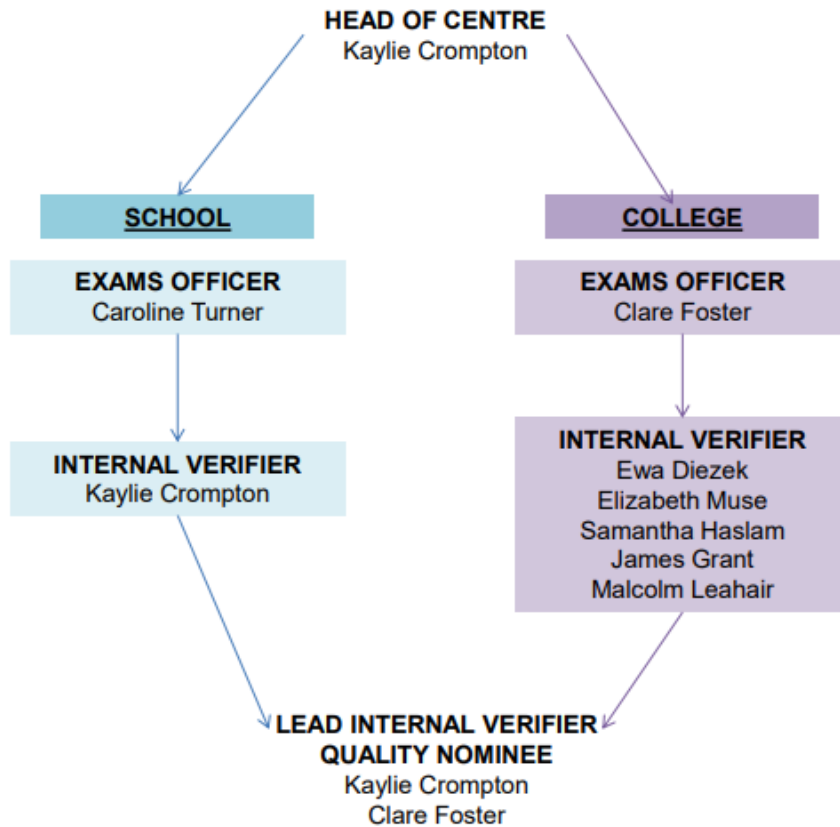 HEAD OF CENTRE
Kaylie Crompton
SCHOOL
EXAMS OFFICER
Caroline Turner
INTERNAL VERIFIER
Kaylie Crompton
COLLEGE
EXAMS OFFICER
Clare Foster
INTERNAL VERIFIER
Ewa Diezek
Elizabeth Muse
Samantha Haslam
James Grant
Malcolm Leahair
LEAD INTERNAL VERIFIER
QUALITY NOMINEE
Kaylie Crompton
Clare Foster